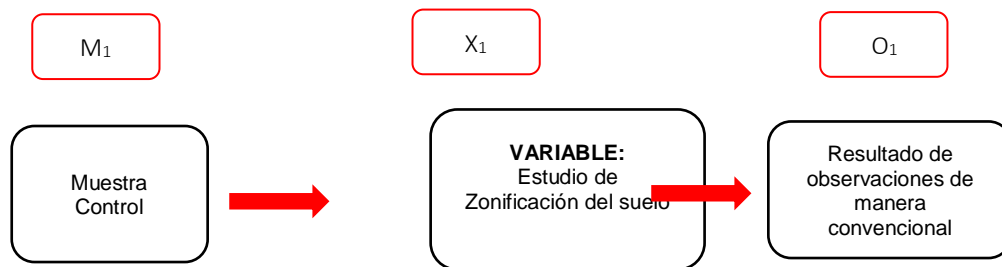 M₁
X₁
O₁
Muestra
Control
VARIABLE:
Estudio de
Zonificación del suelo
Resultado de
observaciones de
manera
convencional